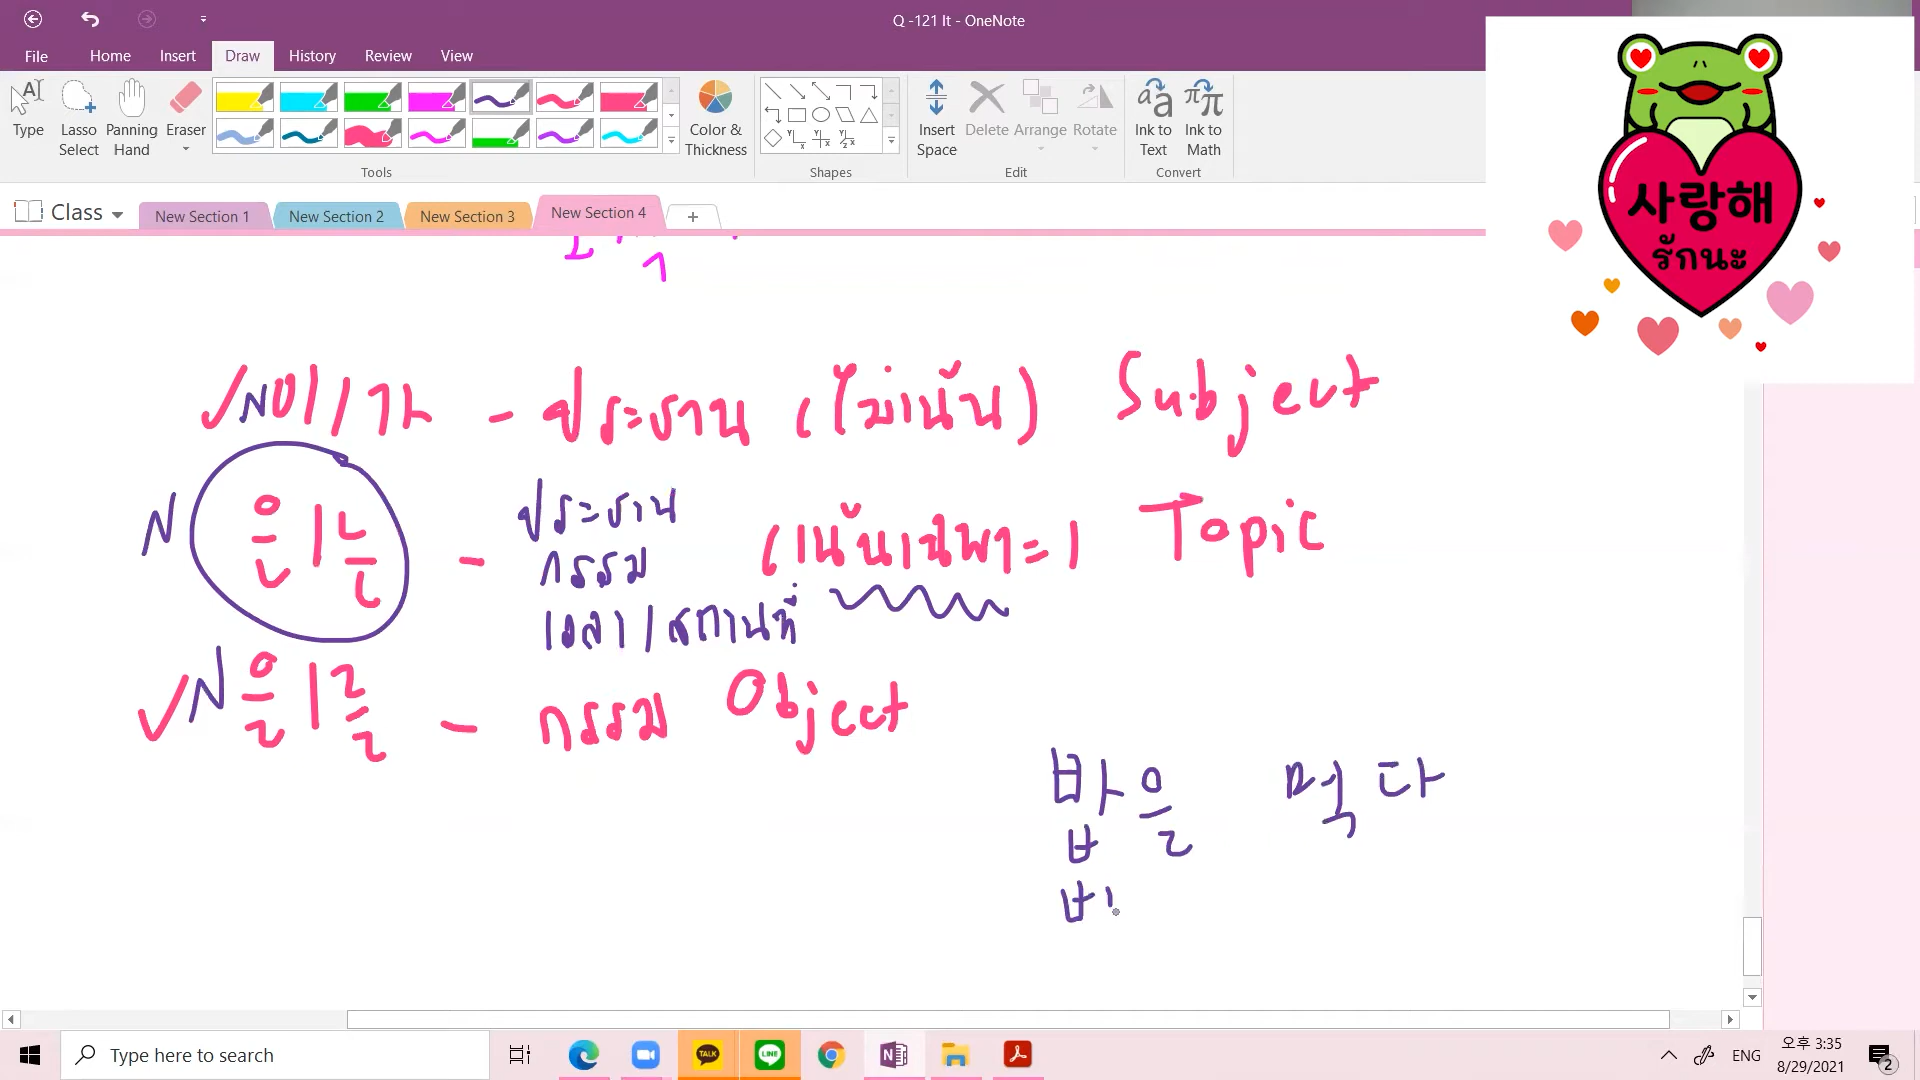 Q -121 It - OneNote
File Home Insert Draw History Review View
Type Lasso Select Panning Hand Eraser Color & Thickness Insert Space Delete Arrange Rotate Ink to Text Ink to Math
Tools Shapes Edit Convert
Class New Section 1 New Section 2 New Section 3 New Section 4 +
사랑해
รักนะ
✓N이/가 - ประธาน (ไม่เน้น) Subject
N 은/는 - ประธาน (เน้นเฉพาะ) Topic
กรรม
เวลา/สถานที่
✓N을/를 - กรรม Object
밥을 먹다
Type here to search
TALK LINE
ENG
오후 3:35
8/29/2021
2